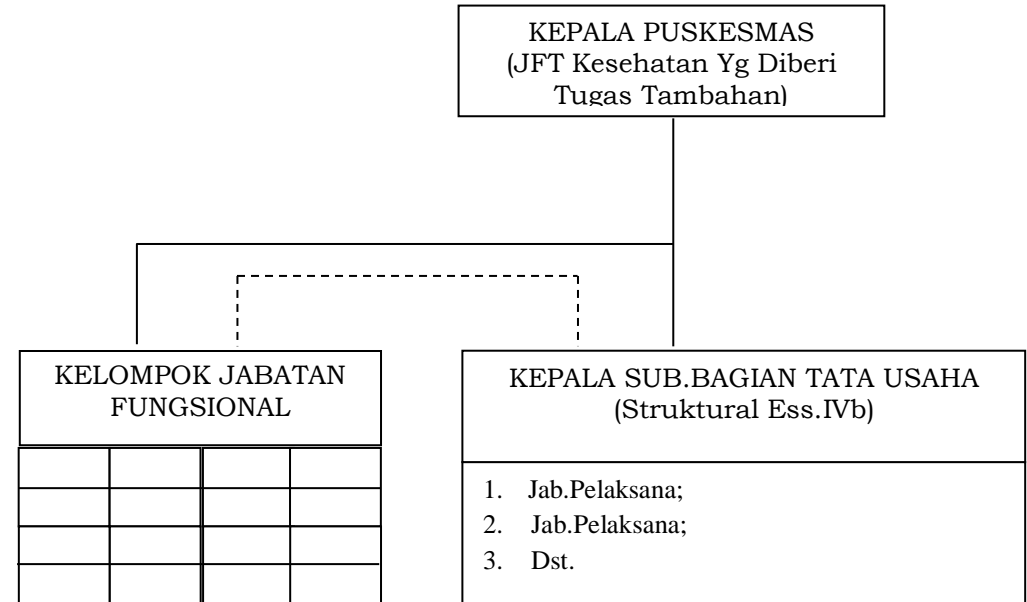 KEPALA PUSKESMAS
(JFT Kesehatan Yg Diberi
Tugas Tambahan)
KELOMPOK JABATAN
FUNGSIONAL
KEPALA SUB.BAGIAN TATA USAHA
(Struktural Ess.IVb)
1. Jab.Pelaksana;
2. Jab.Pelaksana;
3. Dst.